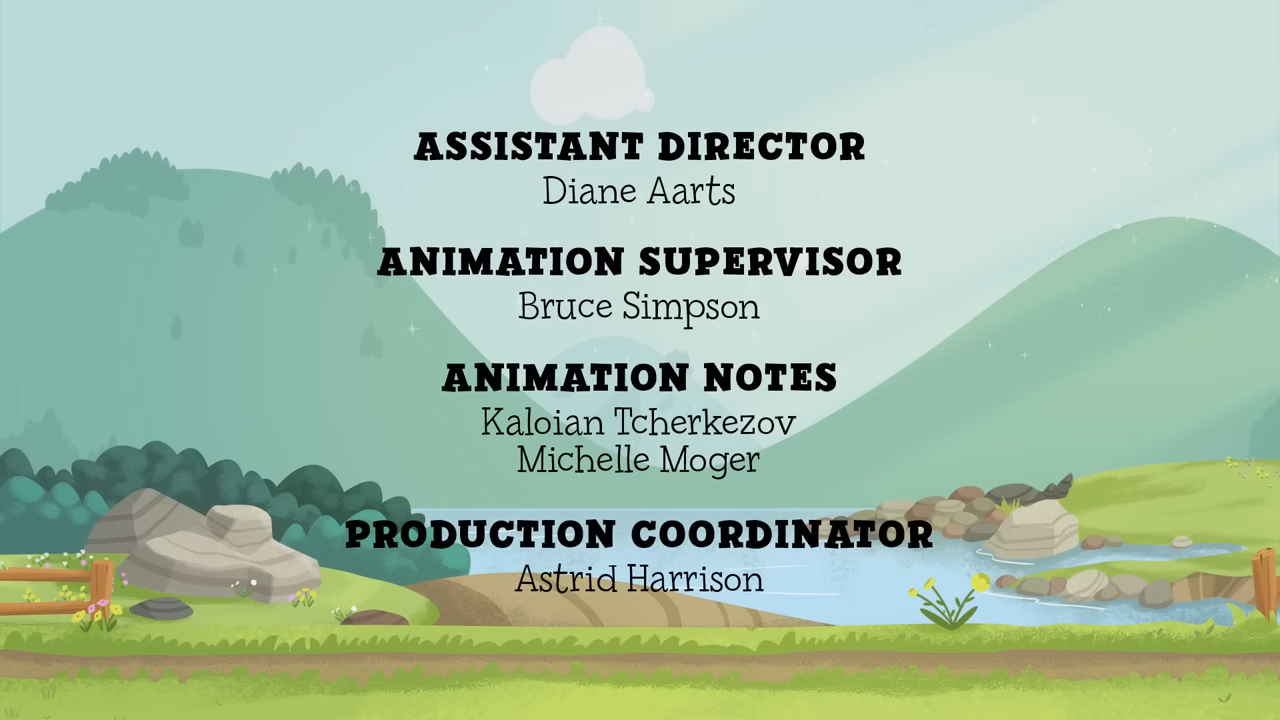 ASSISTANT DIRECTOR
Diane Aarts
ANIMATION SUPERVISOR
Bruce Simpson
ANIMATION NOTES
Kaloian Tcherkezov
Michelle Moger
PRODUCTION COORDINATOR
Astrid Harrison